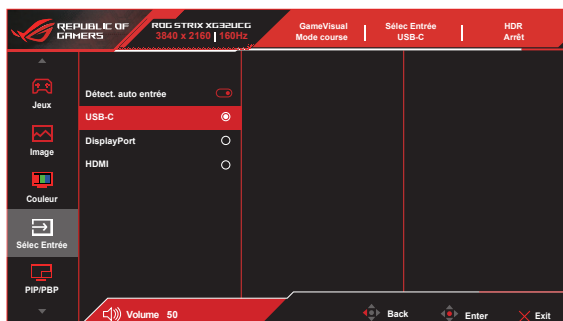 REPUBLIC OF
GAMERS
ROG STRIX XG32UCG
3840 x 2160 160Hz
GameVisual
Mode course
Sélec Entrée
USB-C
HDR
Arrêt
Jeux
Image
Couleur
Sélec Entrée
PIP/PBP
Détect. auto entrée
USB-C
DisplayPort
HDMI
Volume 50
Back
Enter
Exit